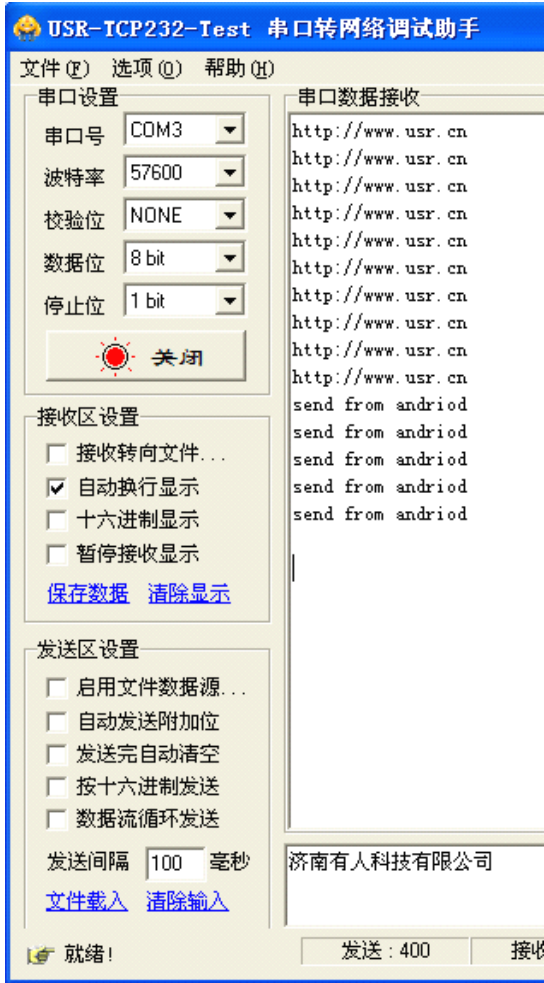 USR-TCP232-Test 串口转网络调试助手
文件(F) 选项(O) 帮助(H)
串口设置
串口号 COM3
波特率 57600
校验位 NONE
数据位 8 bit
停止位 1 bit
关闭
接收区设置
接收转向文件...
自动换行显示
十六进制显示
暂停接收显示
保存数据 清除显示
发送区设置
启用文件数据源...
自动发送附加位
发送完自动清空
按十六进制发送
数据流循环发送
发送间隔 100 毫秒
文件载入 清除输入
串口数据接收
http://www.usr.cn
http://www.usr.cn
http://www.usr.cn
http://www.usr.cn
http://www.usr.cn
http://www.usr.cn
http://www.usr.cn
http://www.usr.cn
http://www.usr.cn
http://www.usr.cn
send from andriod
send from andriod
send from andriod
send from andriod
send from andriod
济南有人科技有限公司
就绪! 发送:400 接收